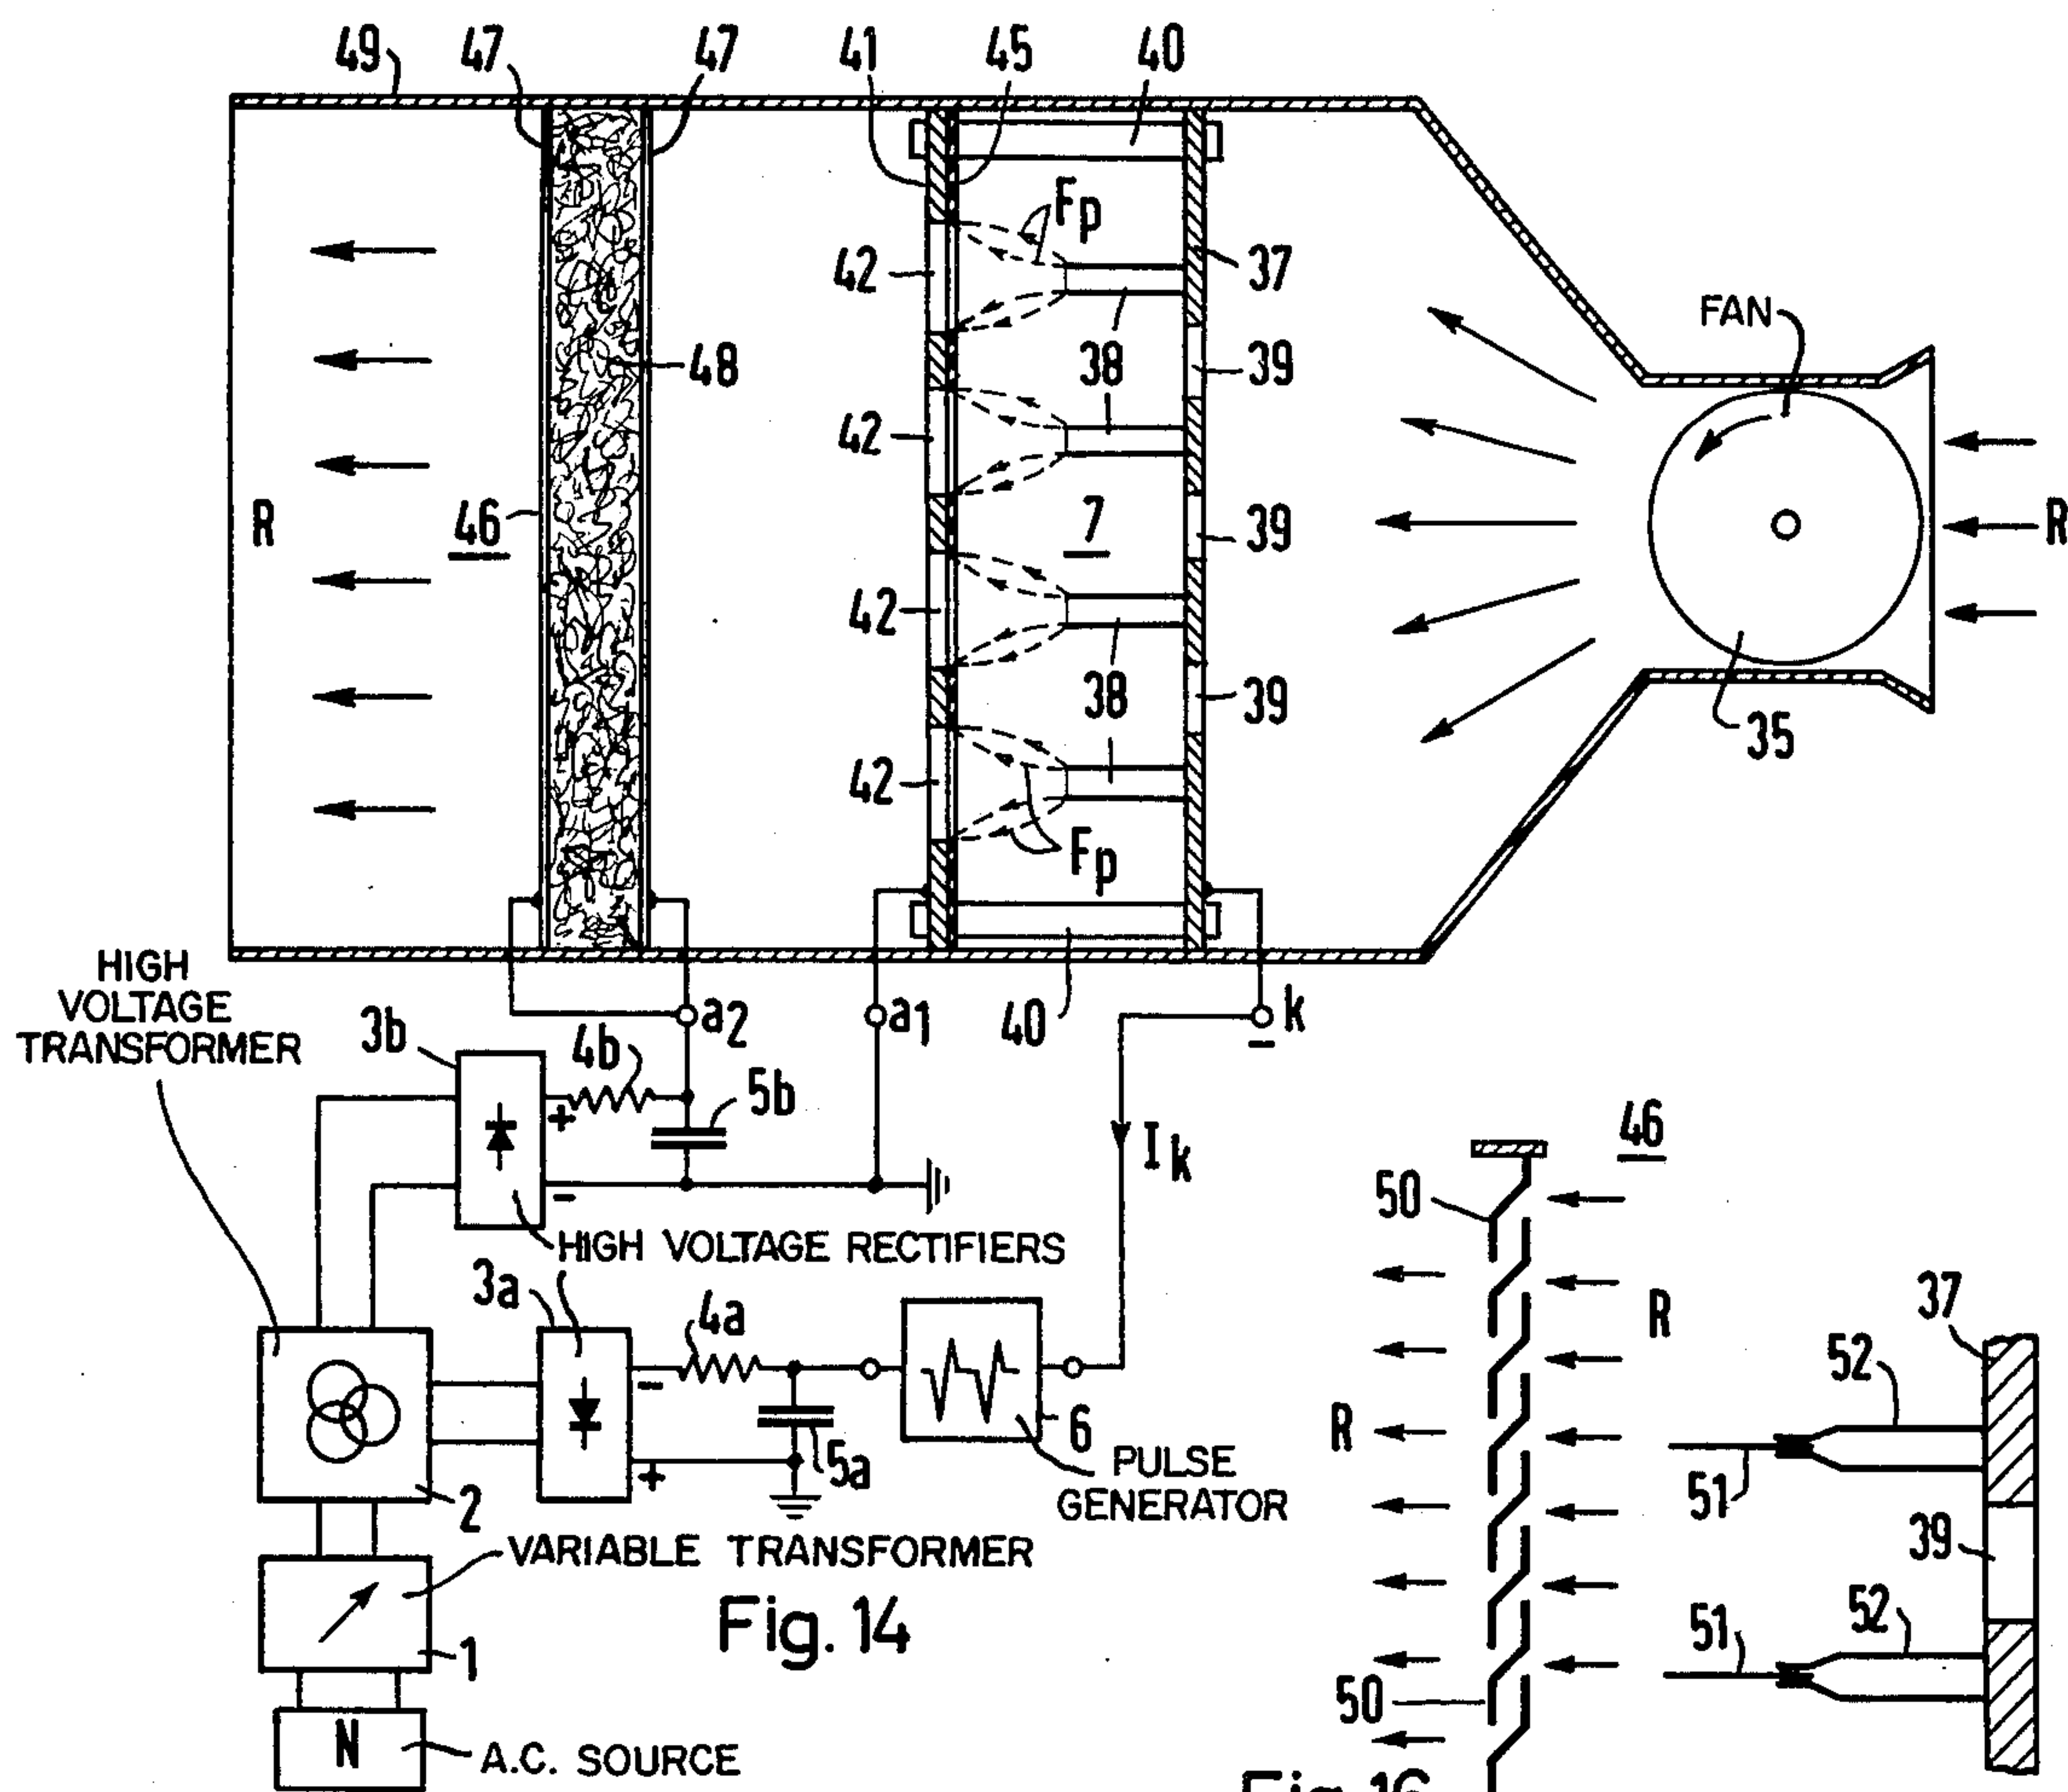 49
47
47
41
45
40
Fp
42
37
FAN
38
39
48
42
R
46
7
39
R
42
38
38
39
35
42
Fp
HIGH
VOLTAGE
TRANSFORMER
3b
4b
a2
a1
40
k
-
5b
+
Ik
46
-
50
HIGH VOLTAGE RECTIFIERS
3a
4a
R
37
-
52
R
6
5a
+
51
PULSE
GENERATOR
2
39
VARIABLE TRANSFORMER
Fig. 14
52
51
1
50
N
A.C. SOURCE
Fig. 16